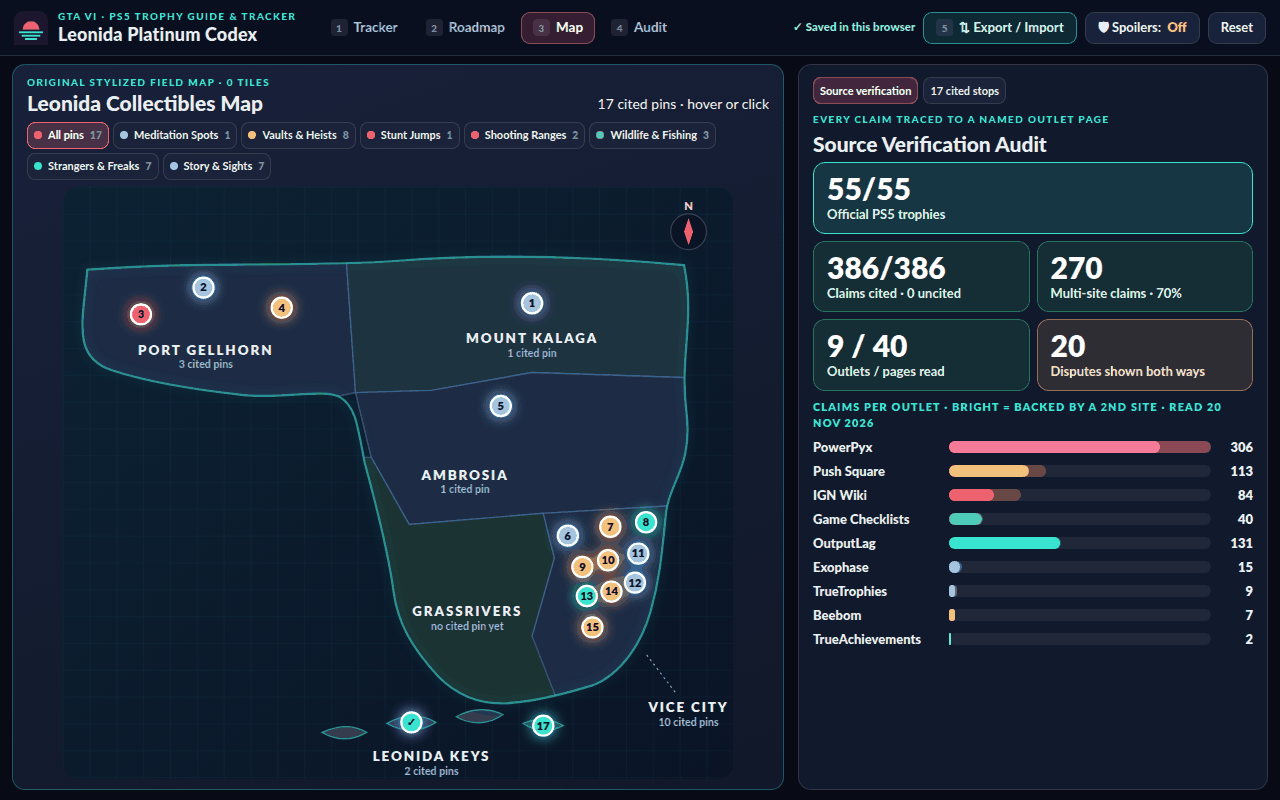 GTA VI · PS5 TROPHY GUIDE & TRACKER
Leonida Platinum Codex
1 Tracker
2 Roadmap
3 Map
4 Audit
✓ Saved in this browser
5 ⇅ Export / Import
Spoilers: Off
Reset
ORIGINAL STYLIZED FIELD MAP · 0 TILES
Leonida Collectibles Map
17 cited pins · hover or click
All pins 17
Meditation Spots 1
Vaults & Heists 8
Stunt Jumps 1
Shooting Ranges 2
Wildlife & Fishing 3
Strangers & Freaks 7
Story & Sights 7
N
2
3
4
1
PORT GELLHORN
3 cited pins
MOUNT KALAGA
1 cited pin
5
AMBROSIA
1 cited pin
6
7
8
9
10
11
12
13
14
15
GRASSRIVERS
no cited pin yet
VICE CITY
10 cited pins
✓
17
LEONIDA KEYS
2 cited pins
Source verification
17 cited stops
EVERY CLAIM TRACED TO A NAMED OUTLET PAGE
Source Verification Audit
55/55
Official PS5 trophies
386/386
Claims cited · 0 uncited
270
Multi-site claims · 70%
9 / 40
Outlets / pages read
20
Disputes shown both ways
CLAIMS PER OUTLET · BRIGHT = BACKED BY A 2ND SITE · READ 20
NOV 2026
PowerPyx 306
Push Square 113
IGN Wiki 84
Game Checklists 40
OutputLag 131
Exophase 15
TrueTrophies 9
Beebom 7
TrueAchievements 2